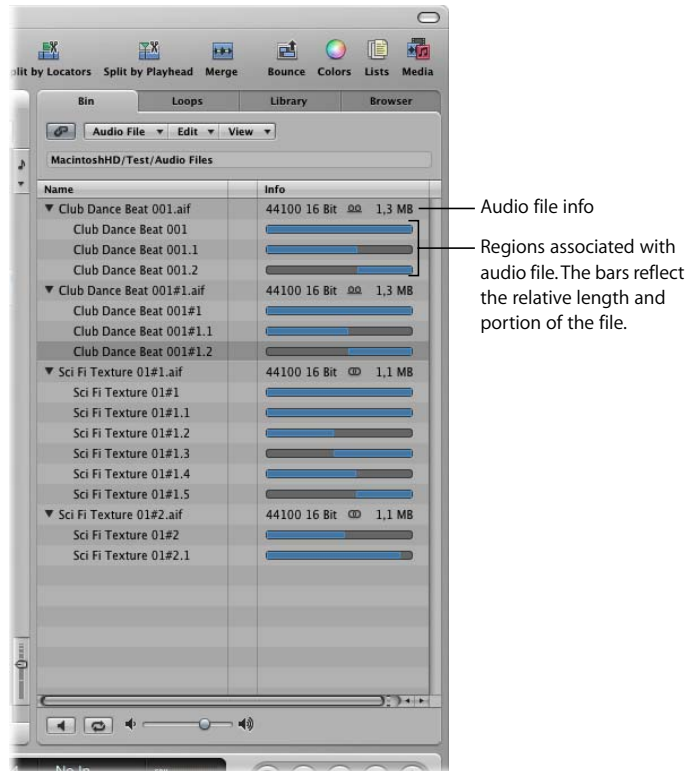 by Locators Split by Playhead Merge Bounce Colors Lists Media
Bin Loops Library Browser
Audio File Edit View
MacintoshHD/Test/Audio Files
Name Info
Club Dance Beat 001.aif 44100 16 Bit 1,3 MB
Club Dance Beat 001
Club Dance Beat 001.1
Club Dance Beat 001.2
Club Dance Beat 001#1.aif 44100 16 Bit 1,3 MB
Club Dance Beat 001#1
Club Dance Beat 001#1.1
Club Dance Beat 001#1.2
Sci Fi Texture 01#1.aif 44100 16 Bit 1,1 MB
Sci Fi Texture 01#1
Sci Fi Texture 01#1.1
Sci Fi Texture 01#1.2
Sci Fi Texture 01#1.3
Sci Fi Texture 01#1.4
Sci Fi Texture 01#1.5
Sci Fi Texture 01#2.aif 44100 16 Bit 1,1 MB
Sci Fi Texture 01#2
Sci Fi Texture 01#2.1
Audio file info
Regions associated with
audio file. The bars reflect
the relative length and
portion of the file.